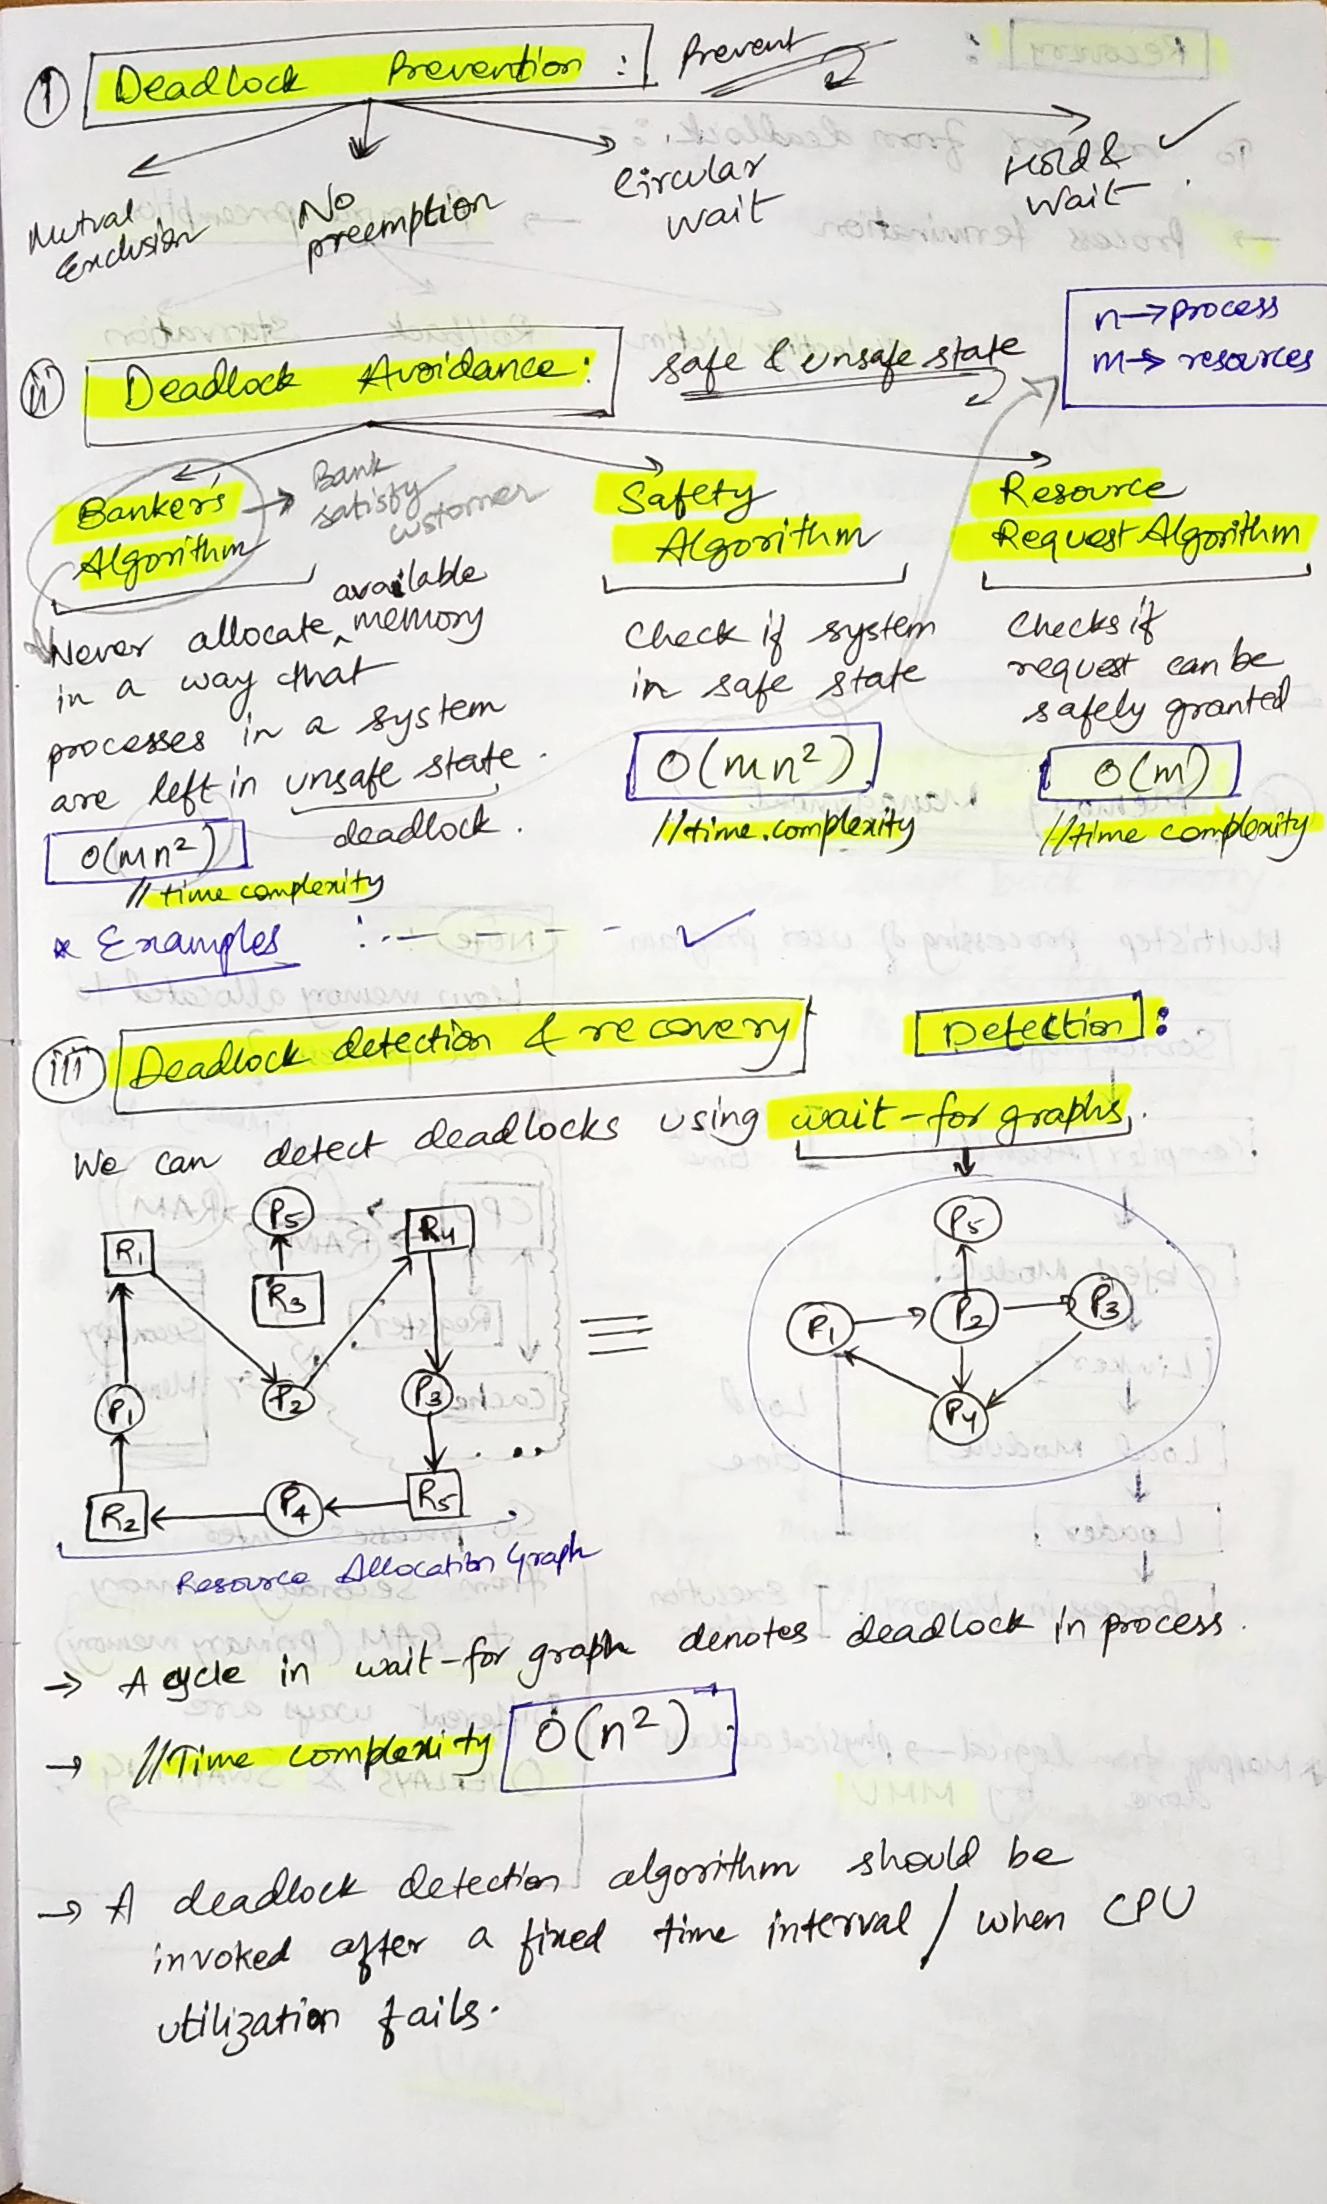 i Deadlock Prevention : Prevent
Mutual Exclusion
No preemption
Circular wait
Hold & wait
n → process
m → resources
ii Deadlock Avoidance : safe & unsafe state
Banker's Algorithm → Bank satisfy customer
Never allocate available memory
in a way that
processes in a system
are left in unsafe state.
deadlock.
O(mn²)
// time complexity
Safety Algorithm
Check if system
in safe state
O(mn²)
// time complexity
Resource
Request Algorithm
Checks if
request can be
safely granted
O(m)
// time complexity
* Examples :- - - - ✓
iii Deadlock detection & recovery Detection :
We can detect deadlocks using wait-for graphs.
P5
R1 R4
R3
P1 P2 P3
R2 P4 R5
Resource Allocation Graph
≡
P5
P1 P2 P3
P4
→ A cycle in wait-for graph denotes deadlock in process.
→ // Time complexity O(n²)
→ A deadlock detection algorithm should be
invoked after a fixed time interval / when CPU
utilization fails.